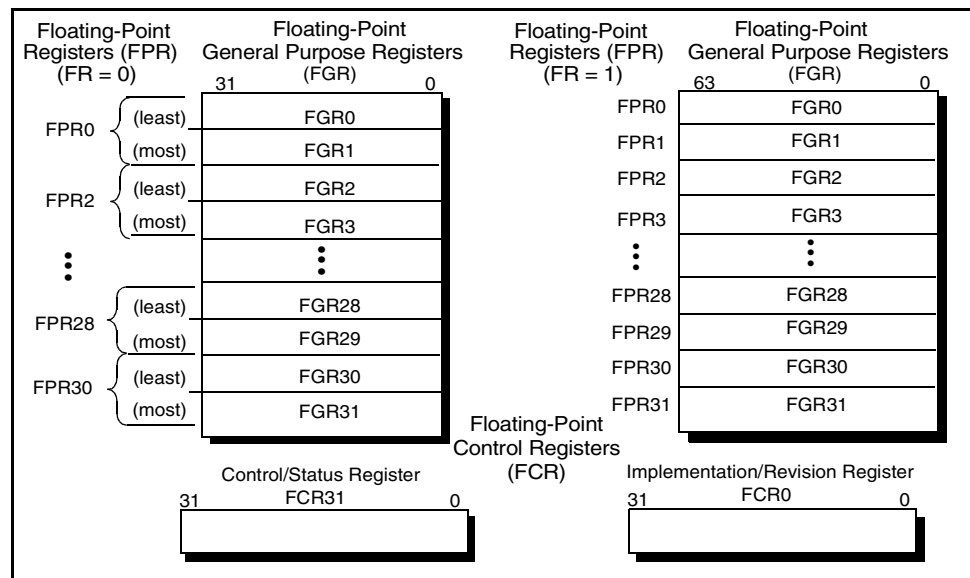 Floating-Point
Registers (FPR)
(FR = 0)
Floating-Point
General Purpose Registers
(FGR)
31 0
FPR0 (least) FGR0
(most) FGR1
FPR2 (least) FGR2
(most) FGR3
FPR28 (least) FGR28
(most) FGR29
FPR30 (least) FGR30
(most) FGR31
Floating-Point
Registers (FPR)
(FR = 1)
Floating-Point
General Purpose Registers
(FGR)
63 0
FPR0 FGR0
FPR1 FGR1
FPR2 FGR2
FPR3 FGR3
FPR28 FGR28
FPR29 FGR29
FPR30 FGR30
FPR31 FGR31
Floating-Point
Control Registers
(FCR)
Control/Status Register
FCR31
31 0
Implementation/Revision Register
FCR0
31 0